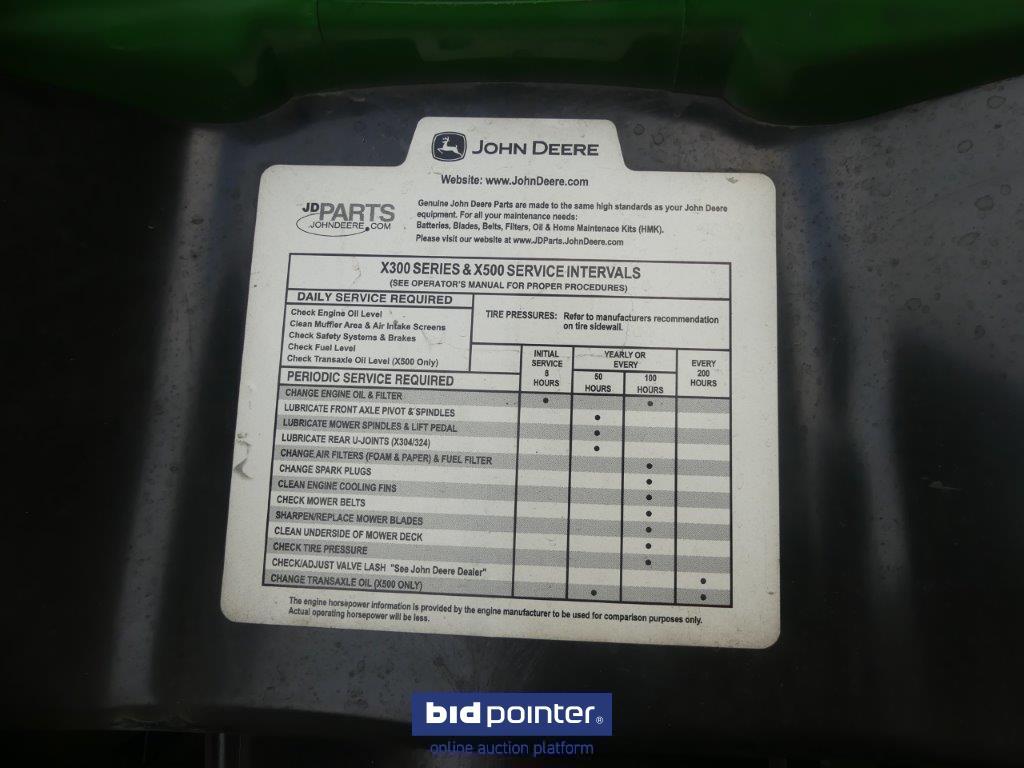 JOHN DEERE
Website: www.JohnDeere.com
JDPARTS
JOHNDEERE.COM
Genuine John Deere Parts are made to the same high standards as your John Deere
equipment. For all your maintenance needs:
Batteries, Blades, Belts, Filters, Oil & Home Maintenace Kits (HMK).
Please visit our website at www.JDParts.JohnDeere.com
X300 SERIES & X500 SERVICE INTERVALS
(SEE OPERATOR'S MANUAL FOR PROPER PROCEDURES)
DAILY SERVICE REQUIRED
Check Engine Oil Level
Clean Muffler Area & Air Intake Screens
Check Safety Systems & Brakes
Check Fuel Level
Check Transaxle Oil Level (X500 Only)
TIRE PRESSURES: Refer to manufacturers recommendation
on tire sidewall.
PERIODIC SERVICE REQUIRED
INITIAL
SERVICE
8
HOURS
YEARLY OR
EVERY
50
HOURS
100
HOURS
EVERY
200
HOURS
CHANGE ENGINE OIL & FILTER
LUBRICATE FRONT AXLE PIVOT & SPINDLES
LUBRICATE MOWER SPINDLES & LIFT PEDAL
LUBRICATE REAR U-JOINTS (X304/324)
CHANGE AIR FILTERS (FOAM & PAPER) & FUEL FILTER
CHANGE SPARK PLUGS
CLEAN ENGINE COOLING FINS
CHECK MOWER BELTS
SHARPEN/REPLACE MOWER BLADES
CLEAN UNDERSIDE OF MOWER DECK
CHECK TIRE PRESSURE
CHECK/ADJUST VALVE LASH "See John Deere Dealer"
CHANGE TRANSAXLE OIL (X500 ONLY)
The engine horsepower information is provided by the engine manufacturer to be used for comparison purposes only.
Actual operating horsepower will be less.
bidpointer®
online auction platform